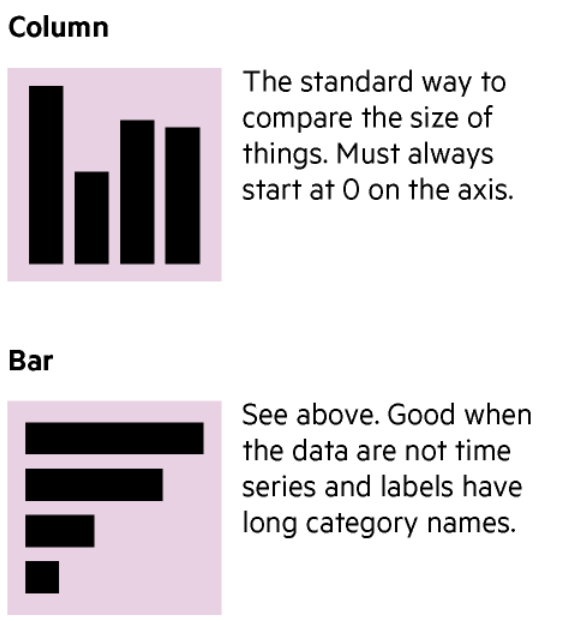 Column
The standard way to
compare the size of
things. Must always
start at 0 on the axis.
Bar
See above. Good when
the data are not time
series and labels have
long category names.